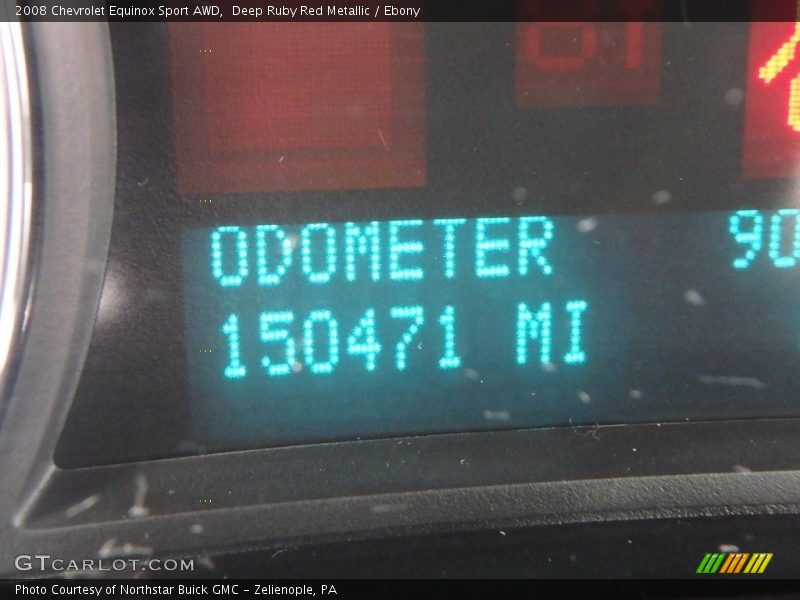 2008 Chevrolet Equinox Sport AWD,  Deep Ruby Red Metallic / Ebony
ODOMETER 90
150471 MI
GTCARLOT.COM
Photo Courtesy of Northstar Buick GMC - Zelienople, PA